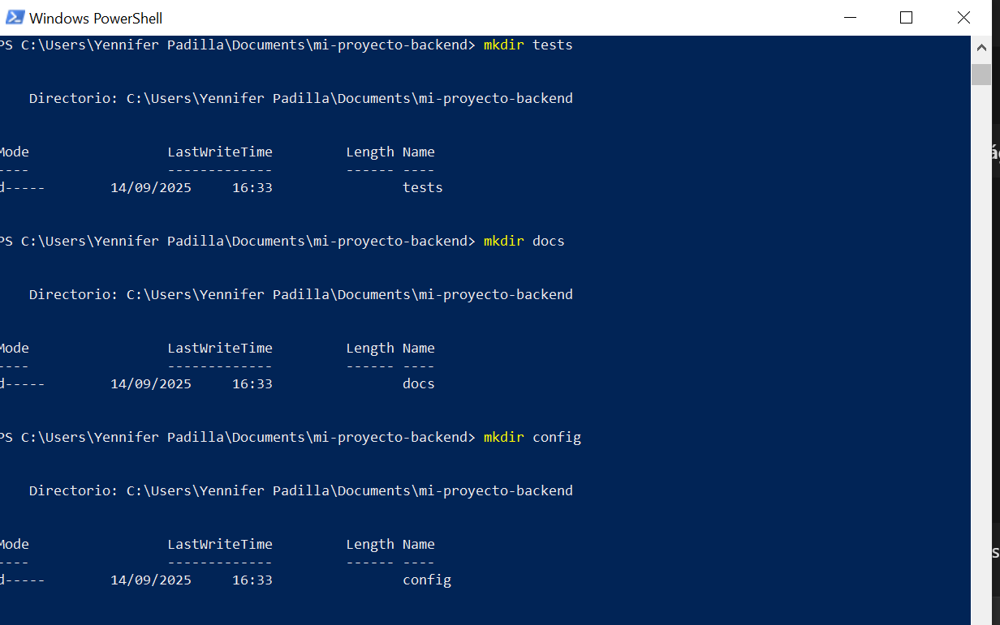 Windows PowerShell
PS C:\Users\Yennifer Padilla\Documents\mi-proyecto-backend> mkdir tests
Directorio: C:\Users\Yennifer Padilla\Documents\mi-proyecto-backend
Mode LastWriteTime Length Name
---- ------------- ------ ----
d----- 14/09/2025 16:33 tests
PS C:\Users\Yennifer Padilla\Documents\mi-proyecto-backend> mkdir docs
Directorio: C:\Users\Yennifer Padilla\Documents\mi-proyecto-backend
Mode LastWriteTime Length Name
---- ------------- ------ ----
d----- 14/09/2025 16:33 docs
PS C:\Users\Yennifer Padilla\Documents\mi-proyecto-backend> mkdir config
Directorio: C:\Users\Yennifer Padilla\Documents\mi-proyecto-backend
Mode LastWriteTime Length Name
---- ------------- ------ ----
d----- 14/09/2025 16:33 config